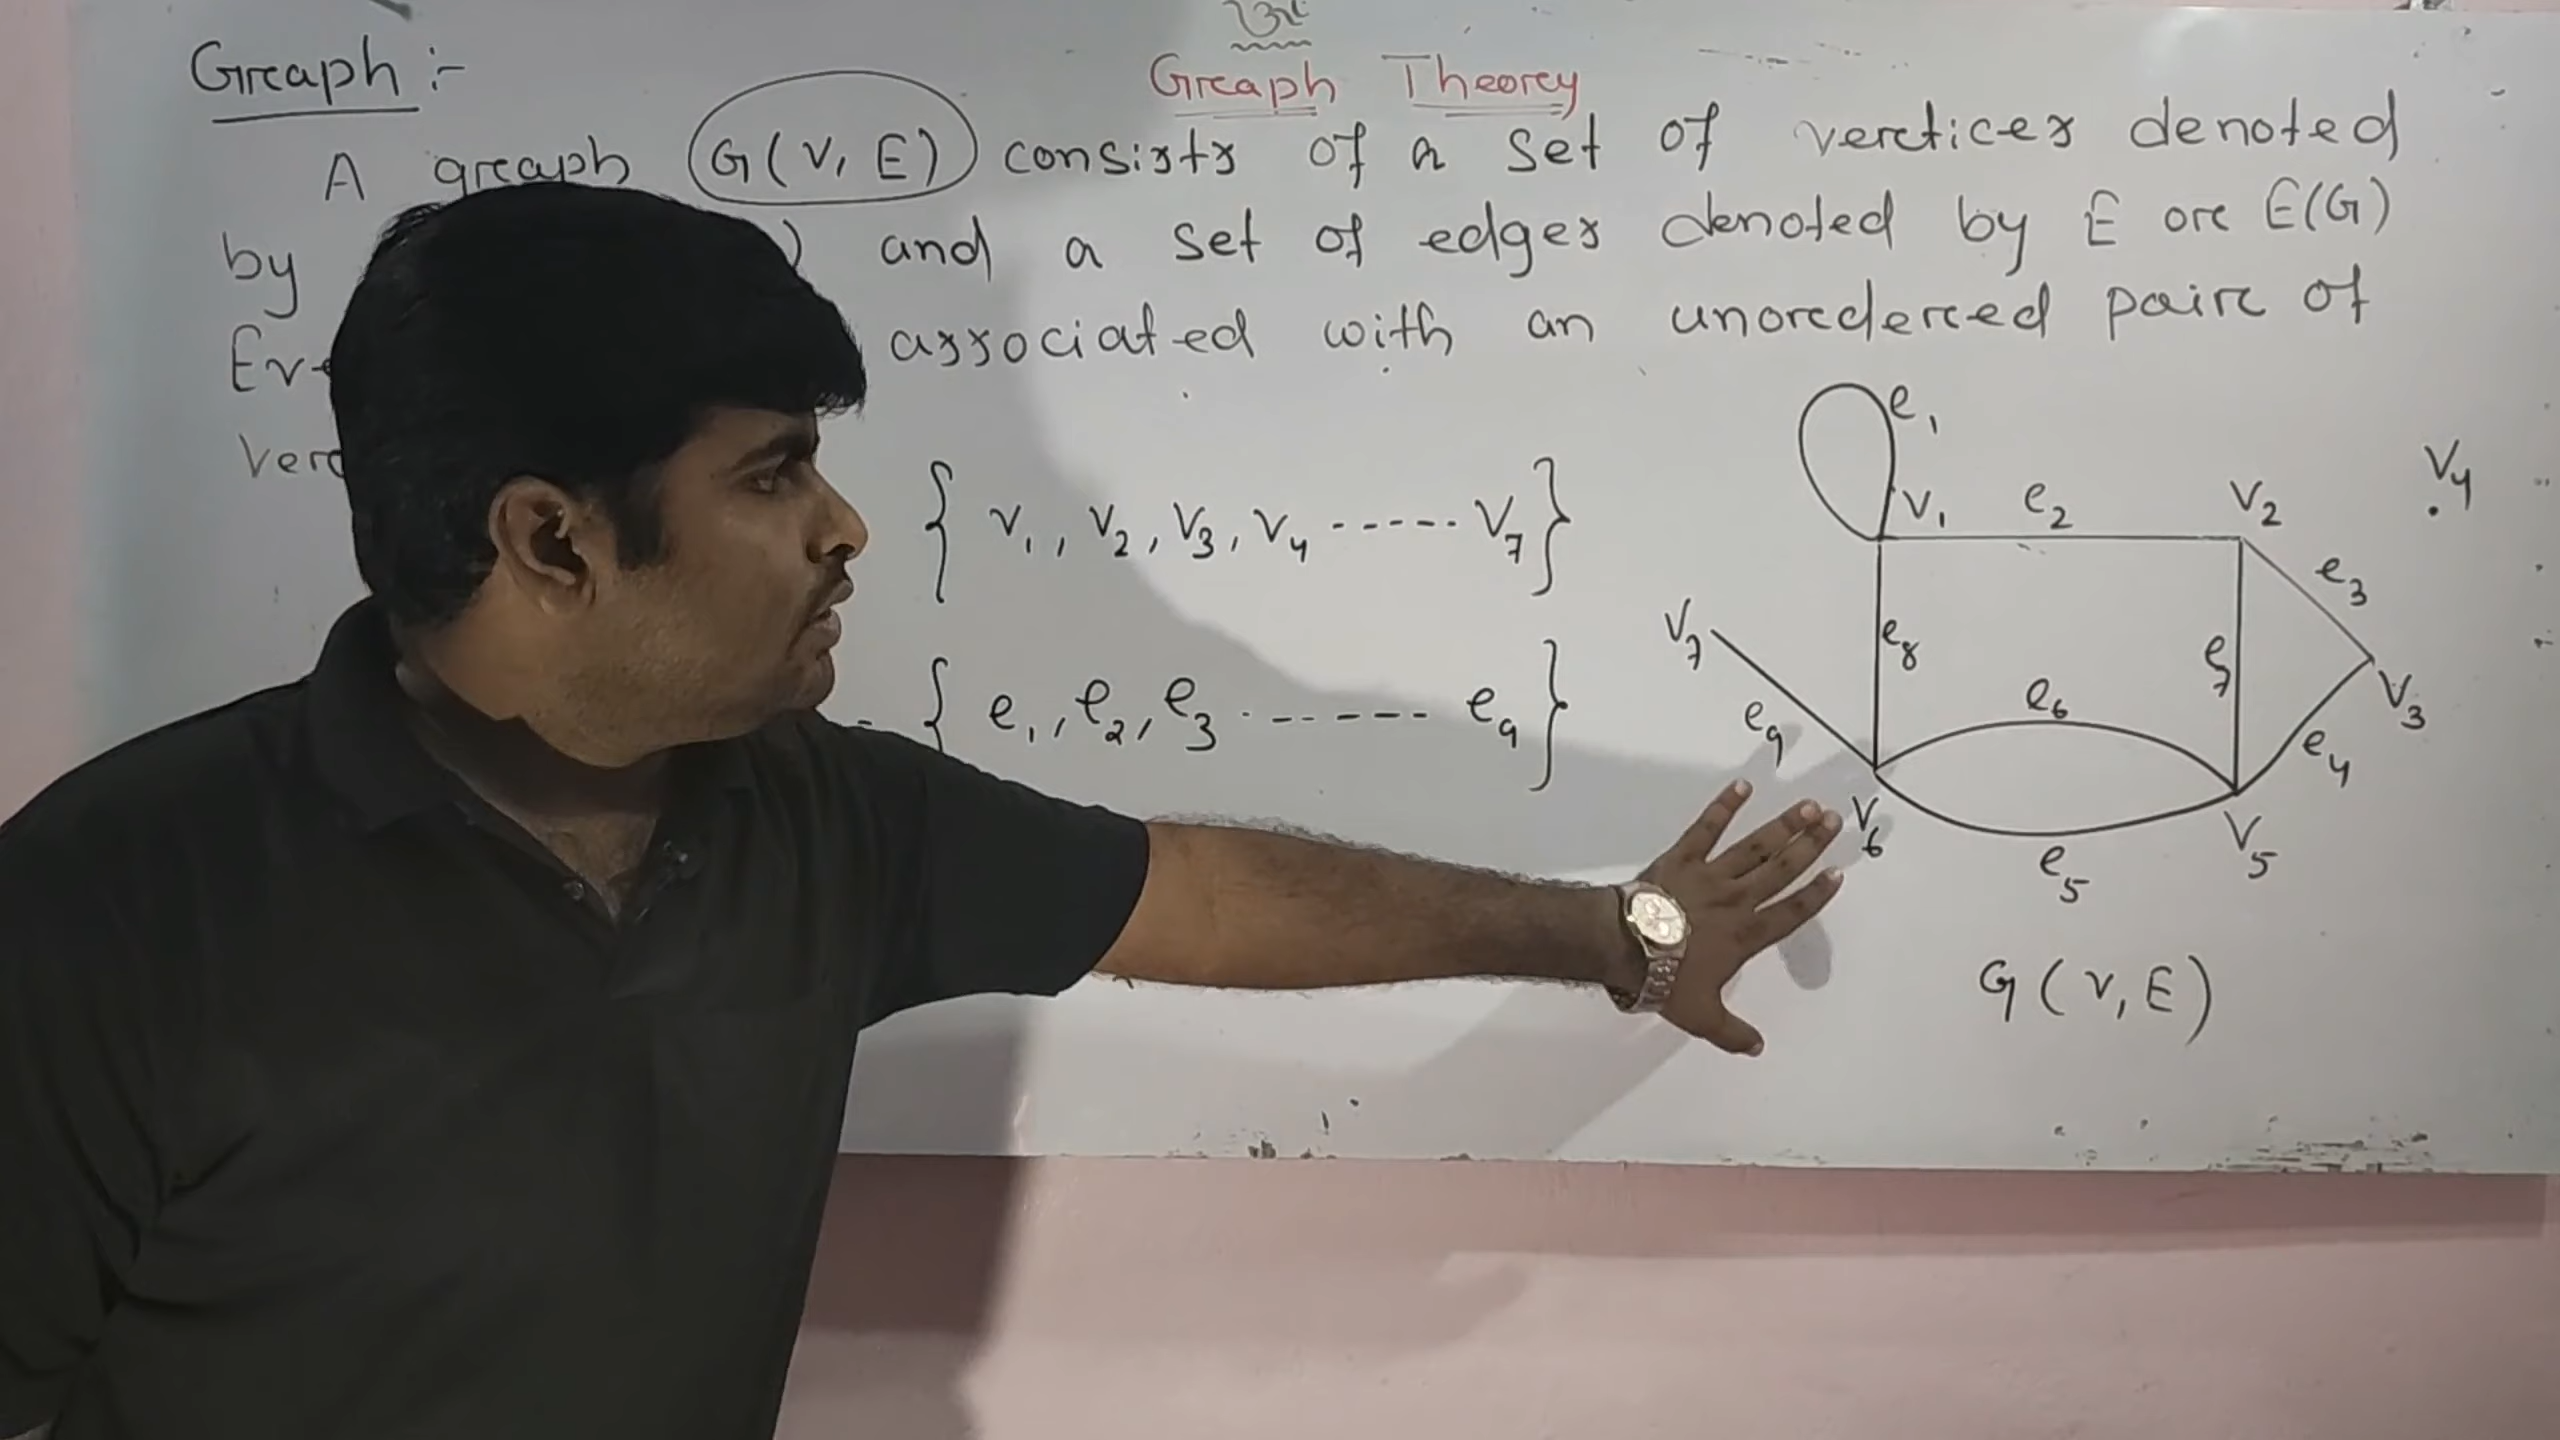 Graph :-
Graph Theory
A graph G(V, E) consists of a set of vertices denoted
by ) and a set of edges denoted by E or E(G)
associated with an unordered pair of
{ v1, v2, v3, v4 ------ v7 }
- { e1, e2, e3 ------ e9 }
e1
v4
v1 e2 v2
e3
v7 e8 e7
e6 v3
e9 e4
v6 v5
e5
G(V, E)